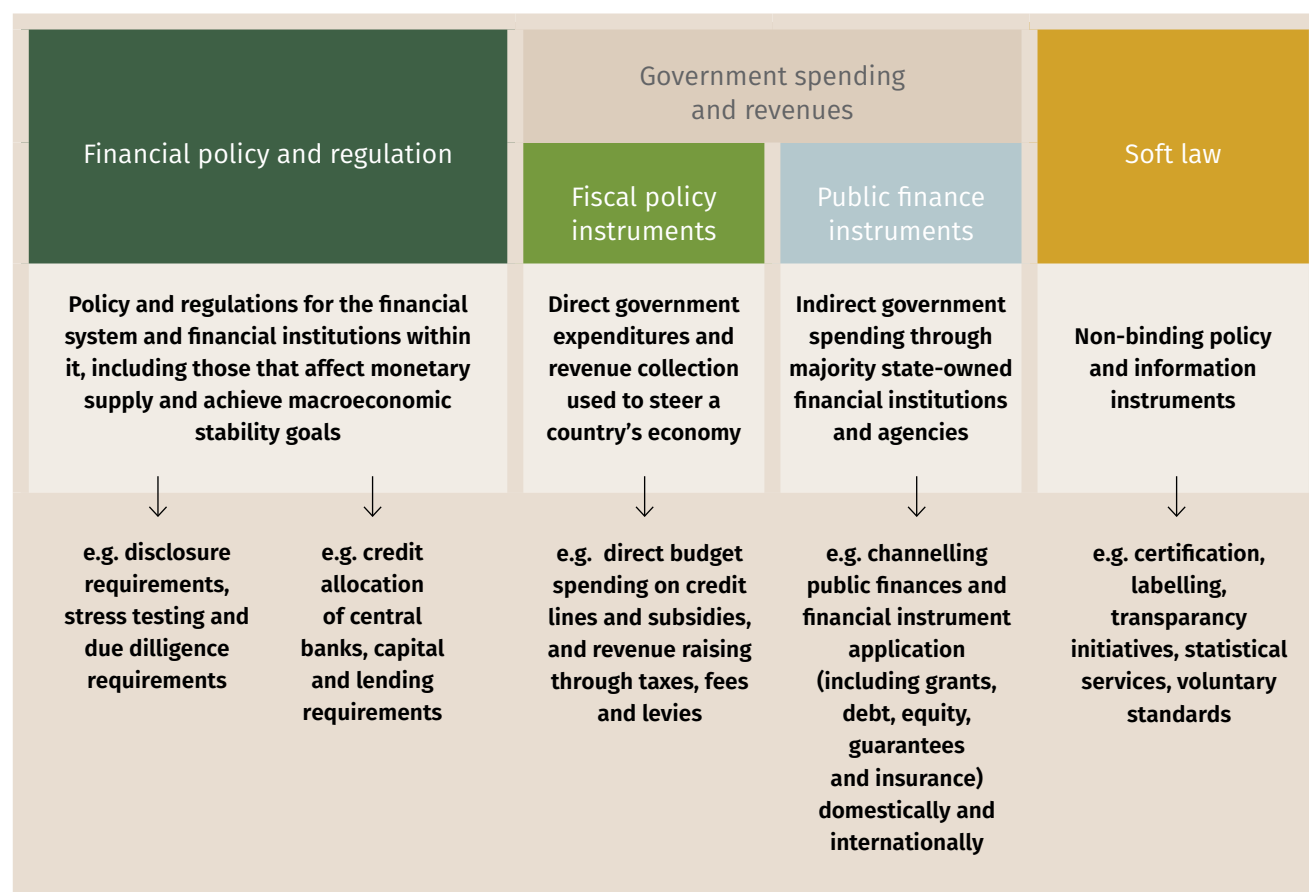 Financial policy and regulation
Government spending
and revenues
Fiscal policy
instruments
Public finance
instruments
Soft law
Policy and regulations for the financial
system and financial institutions within
it, including those that affect monetary
supply and achieve macroeconomic
stability goals
Direct government
expenditures and
revenue collection
used to steer a
country’s economy
Indirect government
spending through
majority state-owned
financial institutions
and agencies
Non-binding policy
and information
instruments
e.g. disclosure
requirements,
stress testing and
due dilligence
requirements
e.g. credit
allocation
of central
banks, capital
and lending
requirements
e.g. direct budget
spending on credit
lines and subsidies,
and revenue raising
through taxes, fees
and levies
e.g. channelling
public finances and
financial instrument
application
(including grants,
debt, equity,
guarantees
and insurance)
domestically and
internationally
e.g. certification,
labelling,
transparancy
initiatives, statistical
services, voluntary
standards